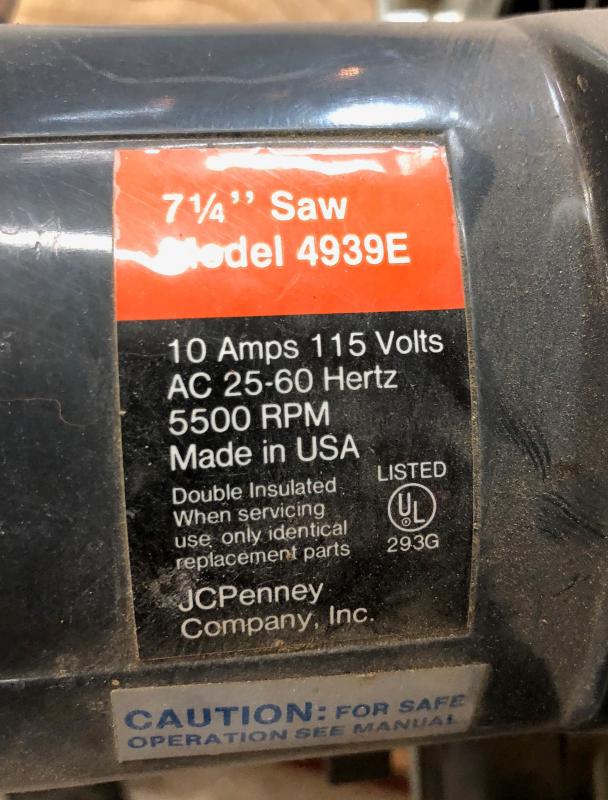 7 1/4'' Saw
Model 4939E
10 Amps 115 Volts
AC 25-60 Hertz
5500 RPM
Made in USA
Double Insulated
When servicing
use only identical
replacement parts
LISTED
UL
293G
JCPenney
Company, Inc.
CAUTION: FOR SAFE
OPERATION SEE MANUAL